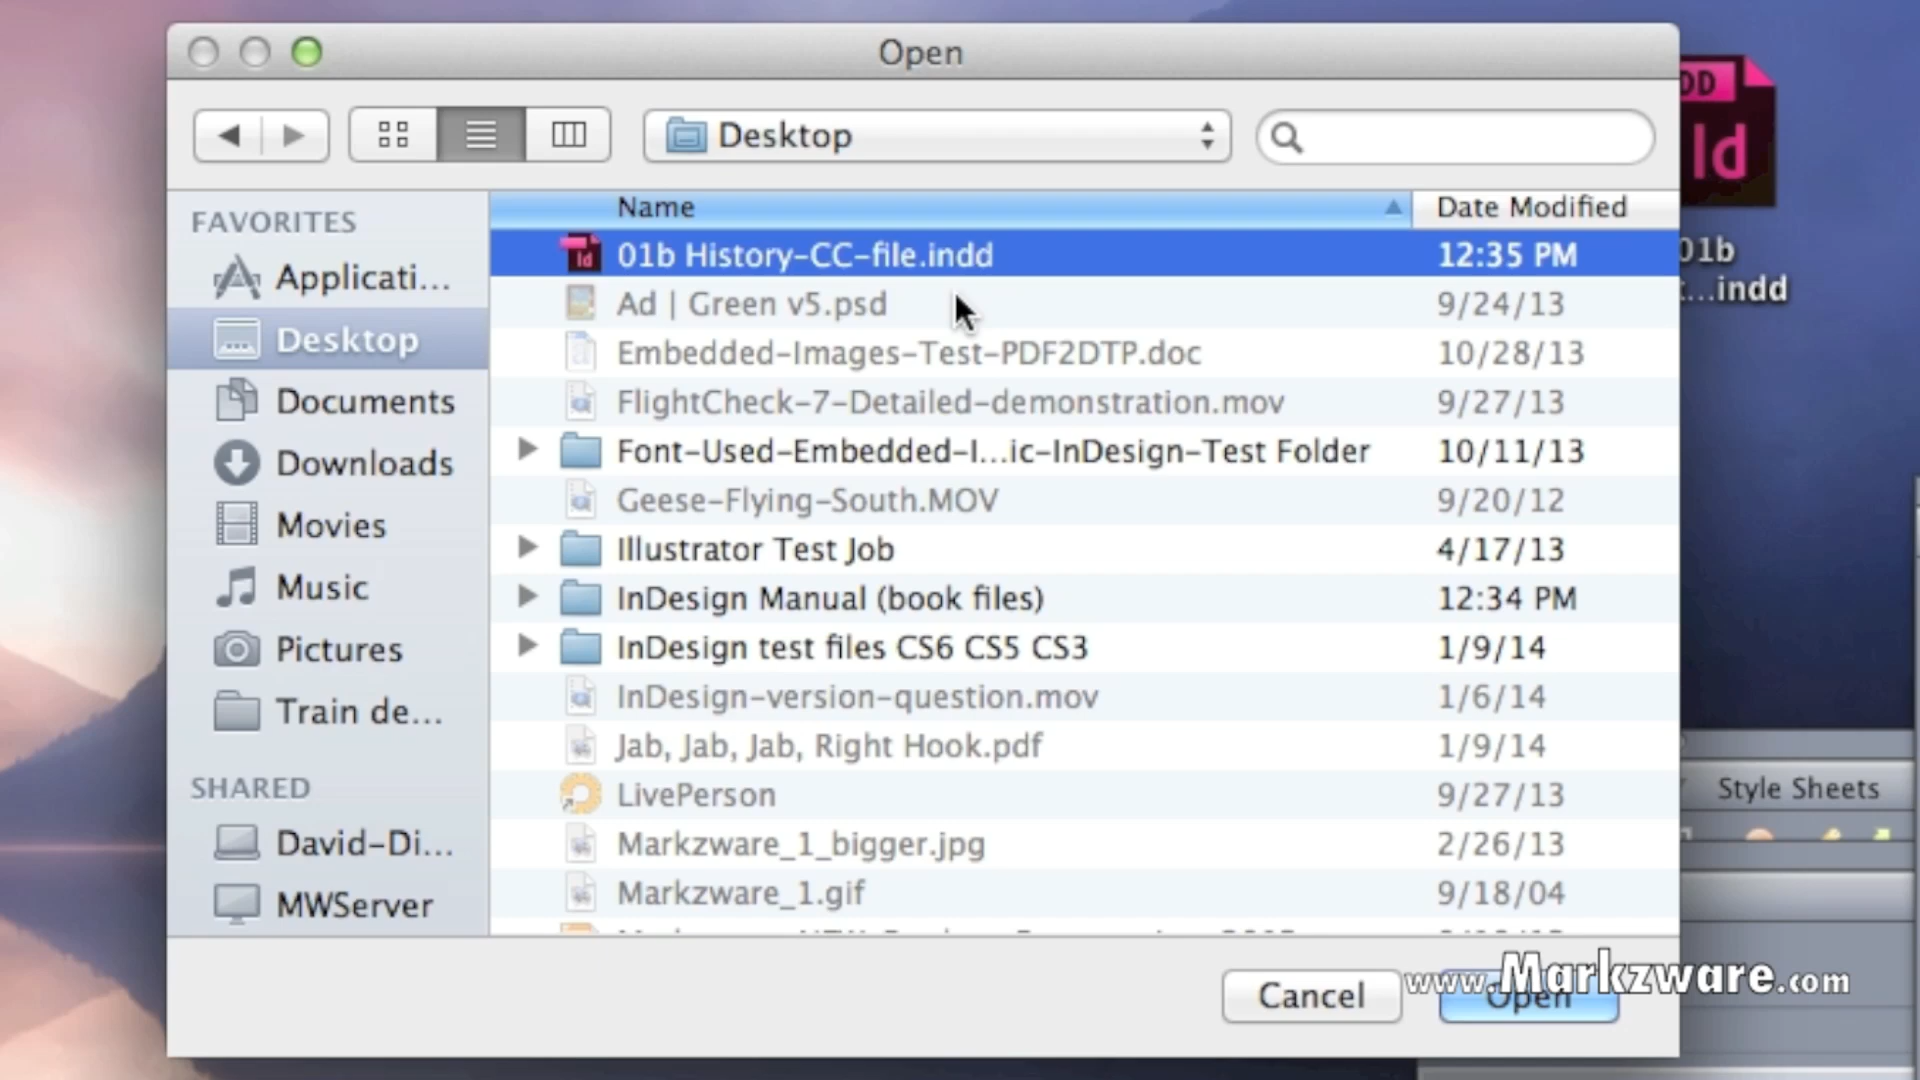 Open
Desktop
Name
Date Modified
FAVORITES
Applicati...
Desktop
Documents
Downloads
Movies
Music
Pictures
Train de...
SHARED
David-Di...
MWServer
01b History-CC-file.indd 12:35 PM
Ad | Green v5.psd 9/24/13
Embedded-Images-Test-PDF2DTP.doc 10/28/13
FlightCheck-7-Detailed-demonstration.mov 9/27/13
Font-Used-Embedded-I...ic-InDesign-Test Folder 10/11/13
Geese-Flying-South.MOV 9/20/12
Illustrator Test Job 4/17/13
InDesign Manual (book files) 12:34 PM
InDesign test files CS6 CS5 CS3 1/9/14
InDesign-version-question.mov 1/6/14
Jab, Jab, Jab, Right Hook.pdf 1/9/14
LivePerson 9/27/13
Markzware_1_bigger.jpg 2/26/13
Markzware_1.gif 9/18/04
Cancel
Open
www.Markzware.com
Id
01b
...indd
Style Sheets